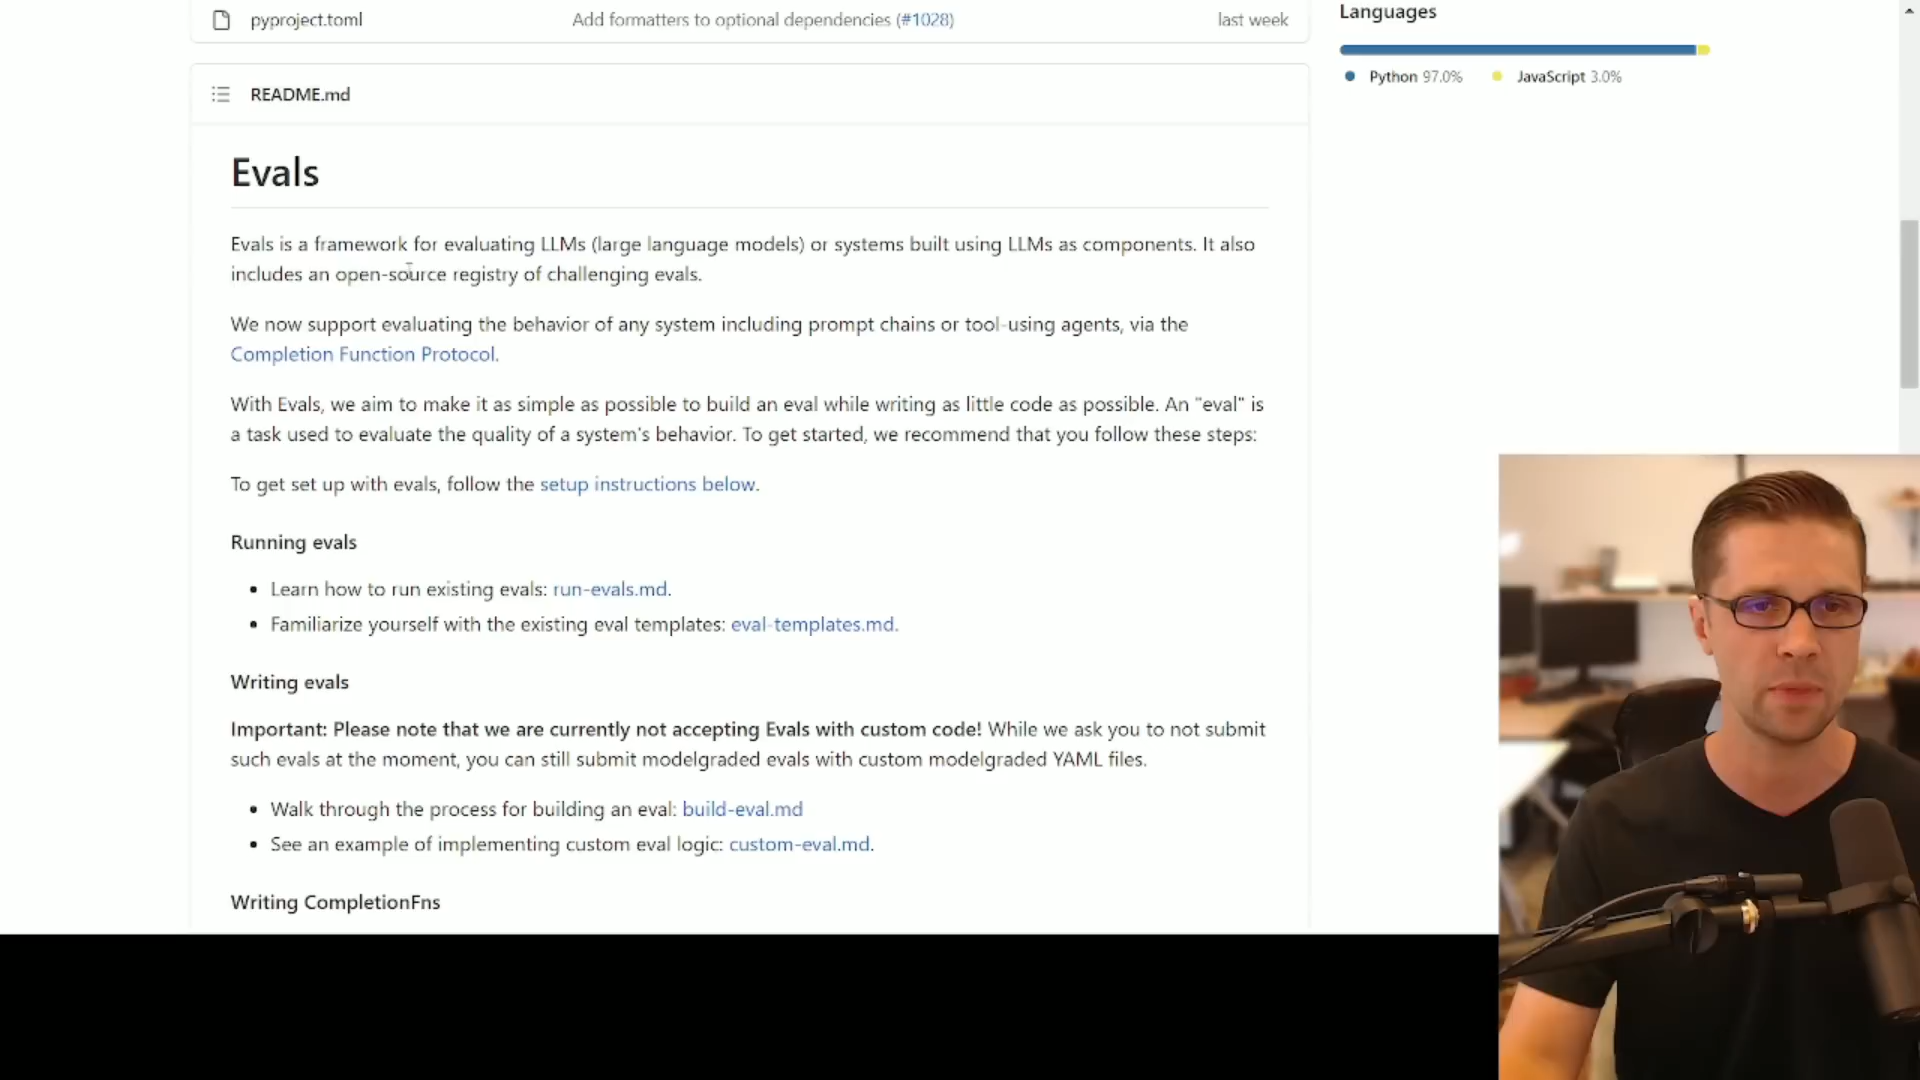 pyproject.toml Add formatters to optional dependencies (#1028) last week
Languages
Python 97.0% JavaScript 3.0%
README.md
Evals
Evals is a framework for evaluating LLMs (large language models) or systems built using LLMs as components. It also
includes an open-source registry of challenging evals.
We now support evaluating the behavior of any system including prompt chains or tool-using agents, via the
Completion Function Protocol.
With Evals, we aim to make it as simple as possible to build an eval while writing as little code as possible. An "eval" is
a task used to evaluate the quality of a system's behavior. To get started, we recommend that you follow these steps:
To get set up with evals, follow the setup instructions below.
Running evals
Learn how to run existing evals: run-evals.md.
Familiarize yourself with the existing eval templates: eval-templates.md.
Writing evals
Important: Please note that we are currently not accepting Evals with custom code! While we ask you to not submit
such evals at the moment, you can still submit modelgraded evals with custom modelgraded YAML files.
Walk through the process for building an eval: build-eval.md
See an example of implementing custom eval logic: custom-eval.md.
Writing CompletionFns